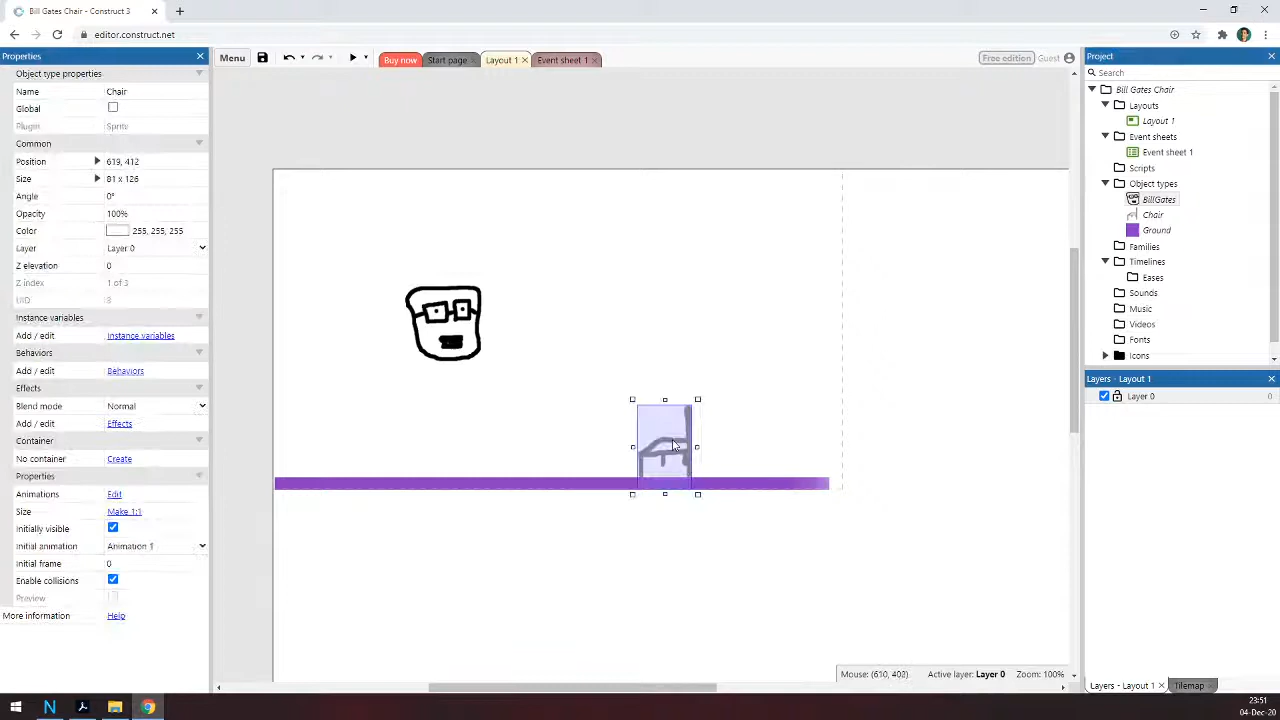 Bill Gates Chair - Construct 3
editor.construct.net
Properties
Menu
Buy now
Start page
Layout 1
Event sheet 1
Free edition
Guest
Project
Object type properties
Name Chair
Global
Plugin Sprite
Common
Position 619, 412
Size 81 x 126
Angle 0°
Opacity 100%
Color 255, 255, 255
Layer Layer 0
Z elevation 0
Z index 1 of 3
UID 8
Instance variables
Add / edit Instance variables
Behaviors
Add / edit Behaviors
Effects
Blend mode Normal
Add / edit Effects
Container
No container Create
Properties
Animations Edit
Size Make 1:1
Initially visible
Initial animation Animation 1
Initial frame 0
Enable collisions
Preview
More information Help
Search
Bill Gates Chair
Layouts
Layout 1
Event sheets
Event sheet 1
Scripts
Object types
BillGates
Chair
Ground
Families
Timelines
Eases
Sounds
Music
Videos
Fonts
Icons
Layers - Layout 1
Layer 0 0
Mouse: (610, 402) Active layer: Layer 0 Zoom: 100%
Layers - Layout 1
Tilemap
N
23:51
04-Dec-20